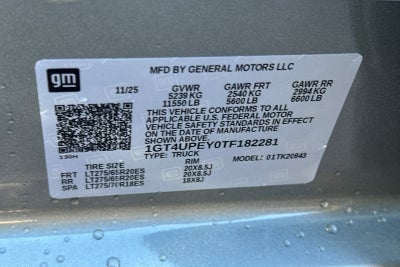 gm
MFD BY GENERAL MOTORS LLC
11/25 GVWR GAWR FRT GAWR RR
5239 KG 2540 KG 2994 KG
11550 LB 5600 LB 6600 LB
THIS VEHICLE CONFORMS TO ALL
APPLICABLE U.S. FEDERAL MOTOR
VEHICLE SAFETY STANDARDS IN EFFECT
ON THE DATE OF MANUFACTURE
SHOWN ABOVE.
1GT4UPEY0TF182281
130H TYPE: TRUCK MODEL: 01TK20943
TIRE SIZE RIM
FRT LT275/65R20ES 20X8.5J
RR LT275/65R20ES 20X8.5J
SPA LT275/70R18ES 18X8J